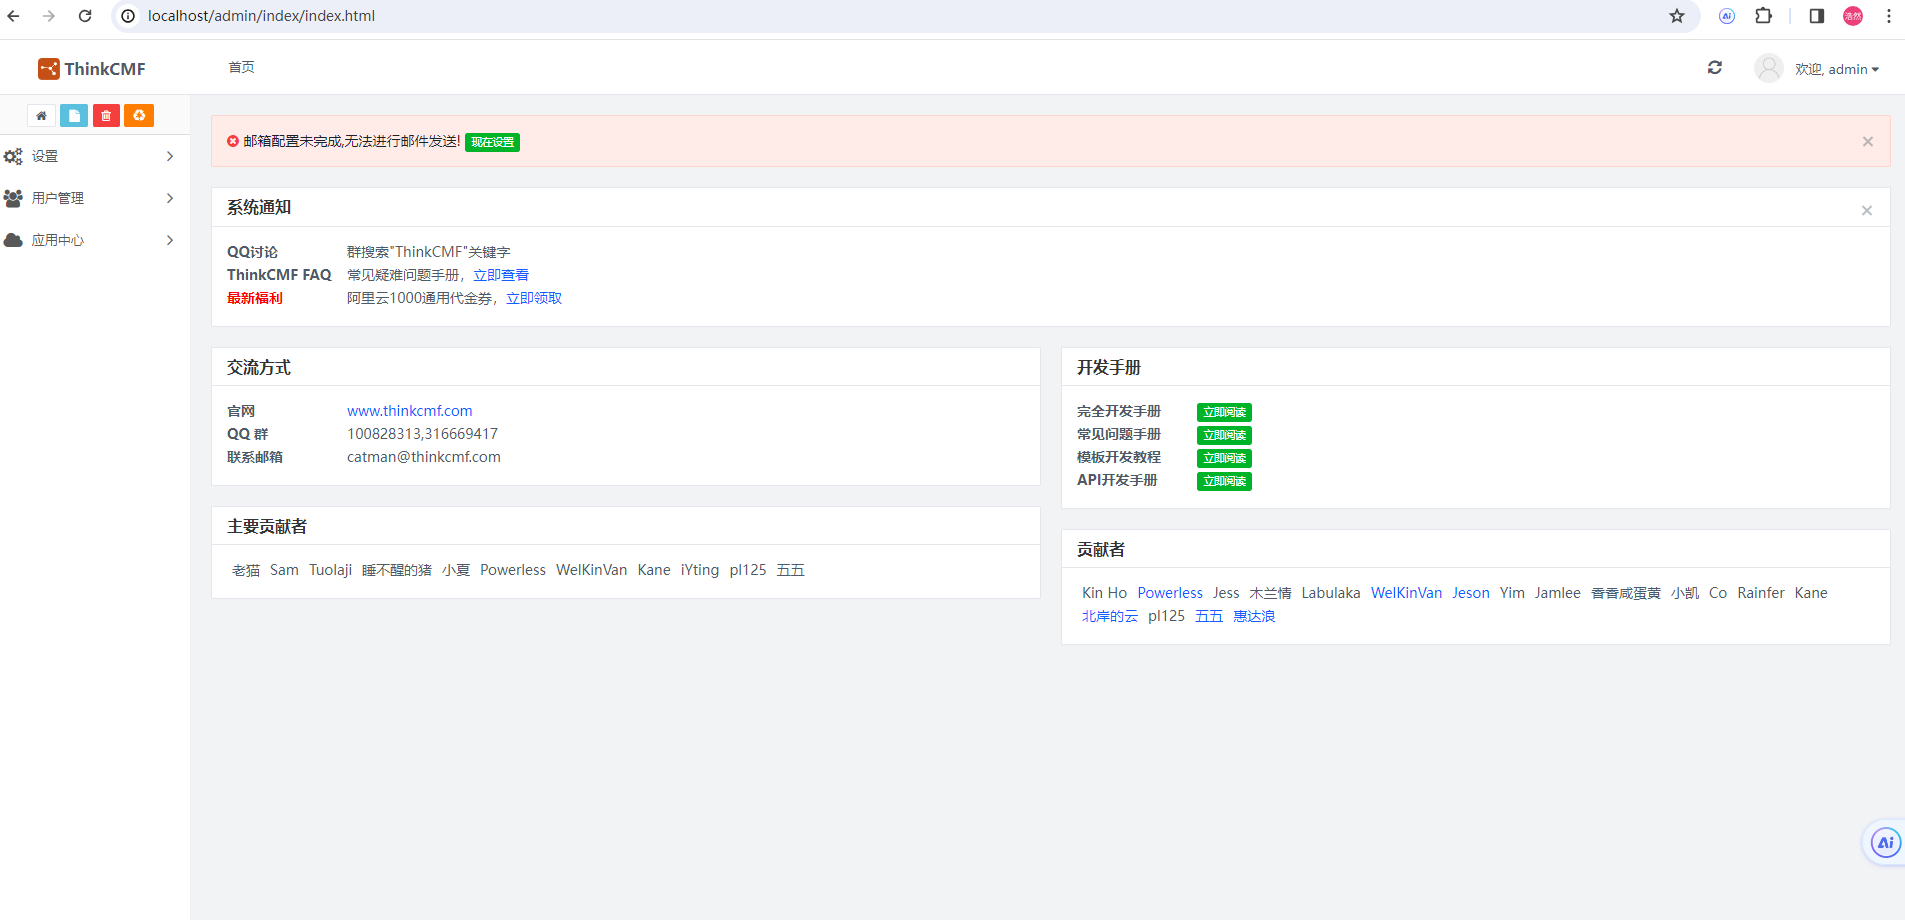 localhost/admin/index/index.html
Ai
浩然
ThinkCMF
首页
欢迎, admin
设置
用户管理
应用中心
邮箱配置未完成,无法进行邮件发送! 现在设置
系统通知
QQ讨论 群搜索"ThinkCMF"关键字
ThinkCMF FAQ 常见疑难问题手册，立即查看
最新福利 阿里云1000通用代金券，立即领取
交流方式
官网 www.thinkcmf.com
QQ 群 100828313,316669417
联系邮箱 catman@thinkcmf.com
主要贡献者
老猫 Sam Tuolaji 睡不醒的猪 小夏 Powerless WelKinVan Kane iYting pl125 五五
开发手册
完全开发手册 立即阅读
常见问题手册 立即阅读
模板开发教程 立即阅读
API开发手册 立即阅读
贡献者
Kin Ho Powerless Jess 木兰情 Labulaka WelKinVan Jeson Yim Jamlee 香香咸蛋黄 小凯 Co Rainfer Kane
北岸的云 pl125 五五 惠达浪
Ai